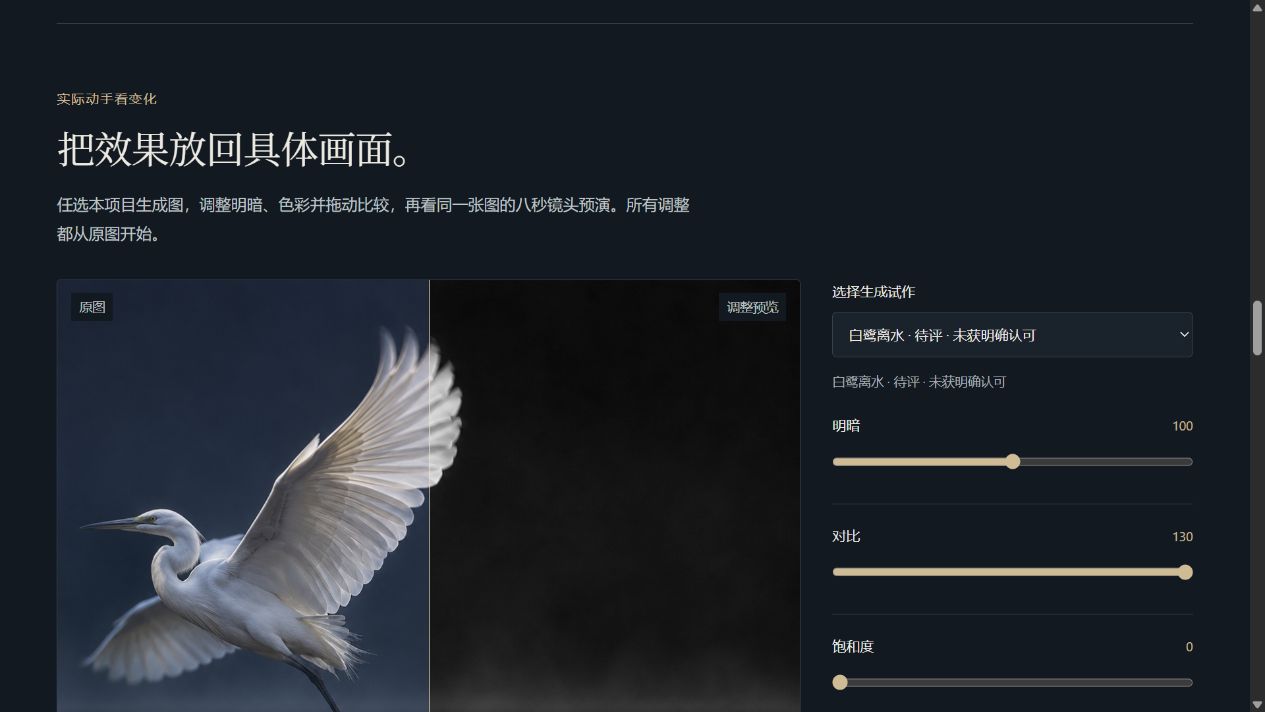 实际动手看变化
把效果放回具体画面。
任选本项目生成图，调整明暗、色彩并拖动比较，再看同一张图的八秒镜头预演。所有调整
都从原图开始。
原图
调整预览
选择生成试作
白鹭离水 · 待评 · 未获明确认可
白鹭离水 · 待评 · 未获明确认可
明暗
100
对比
130
饱和度
0